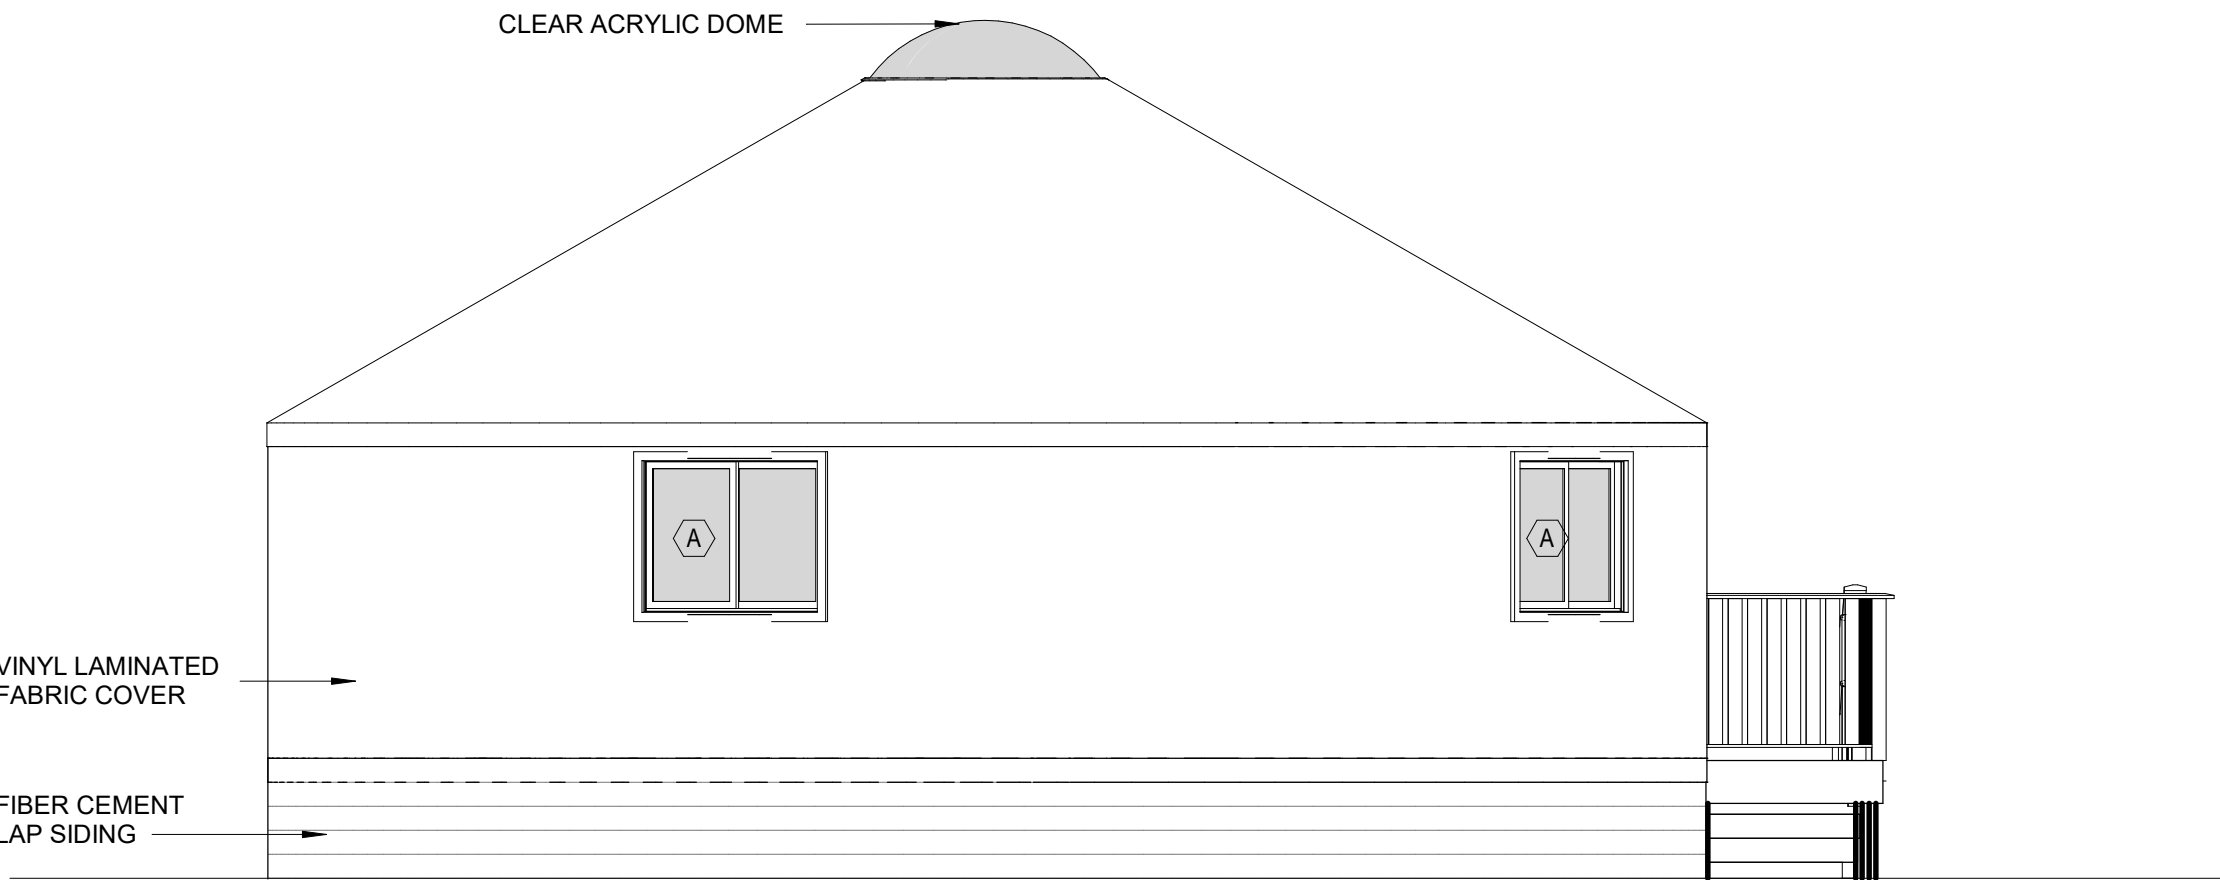 CLEAR ACRYLIC DOME
A
A
VINYL LAMINATED
FABRIC COVER
FIBER CEMENT
LAP SIDING